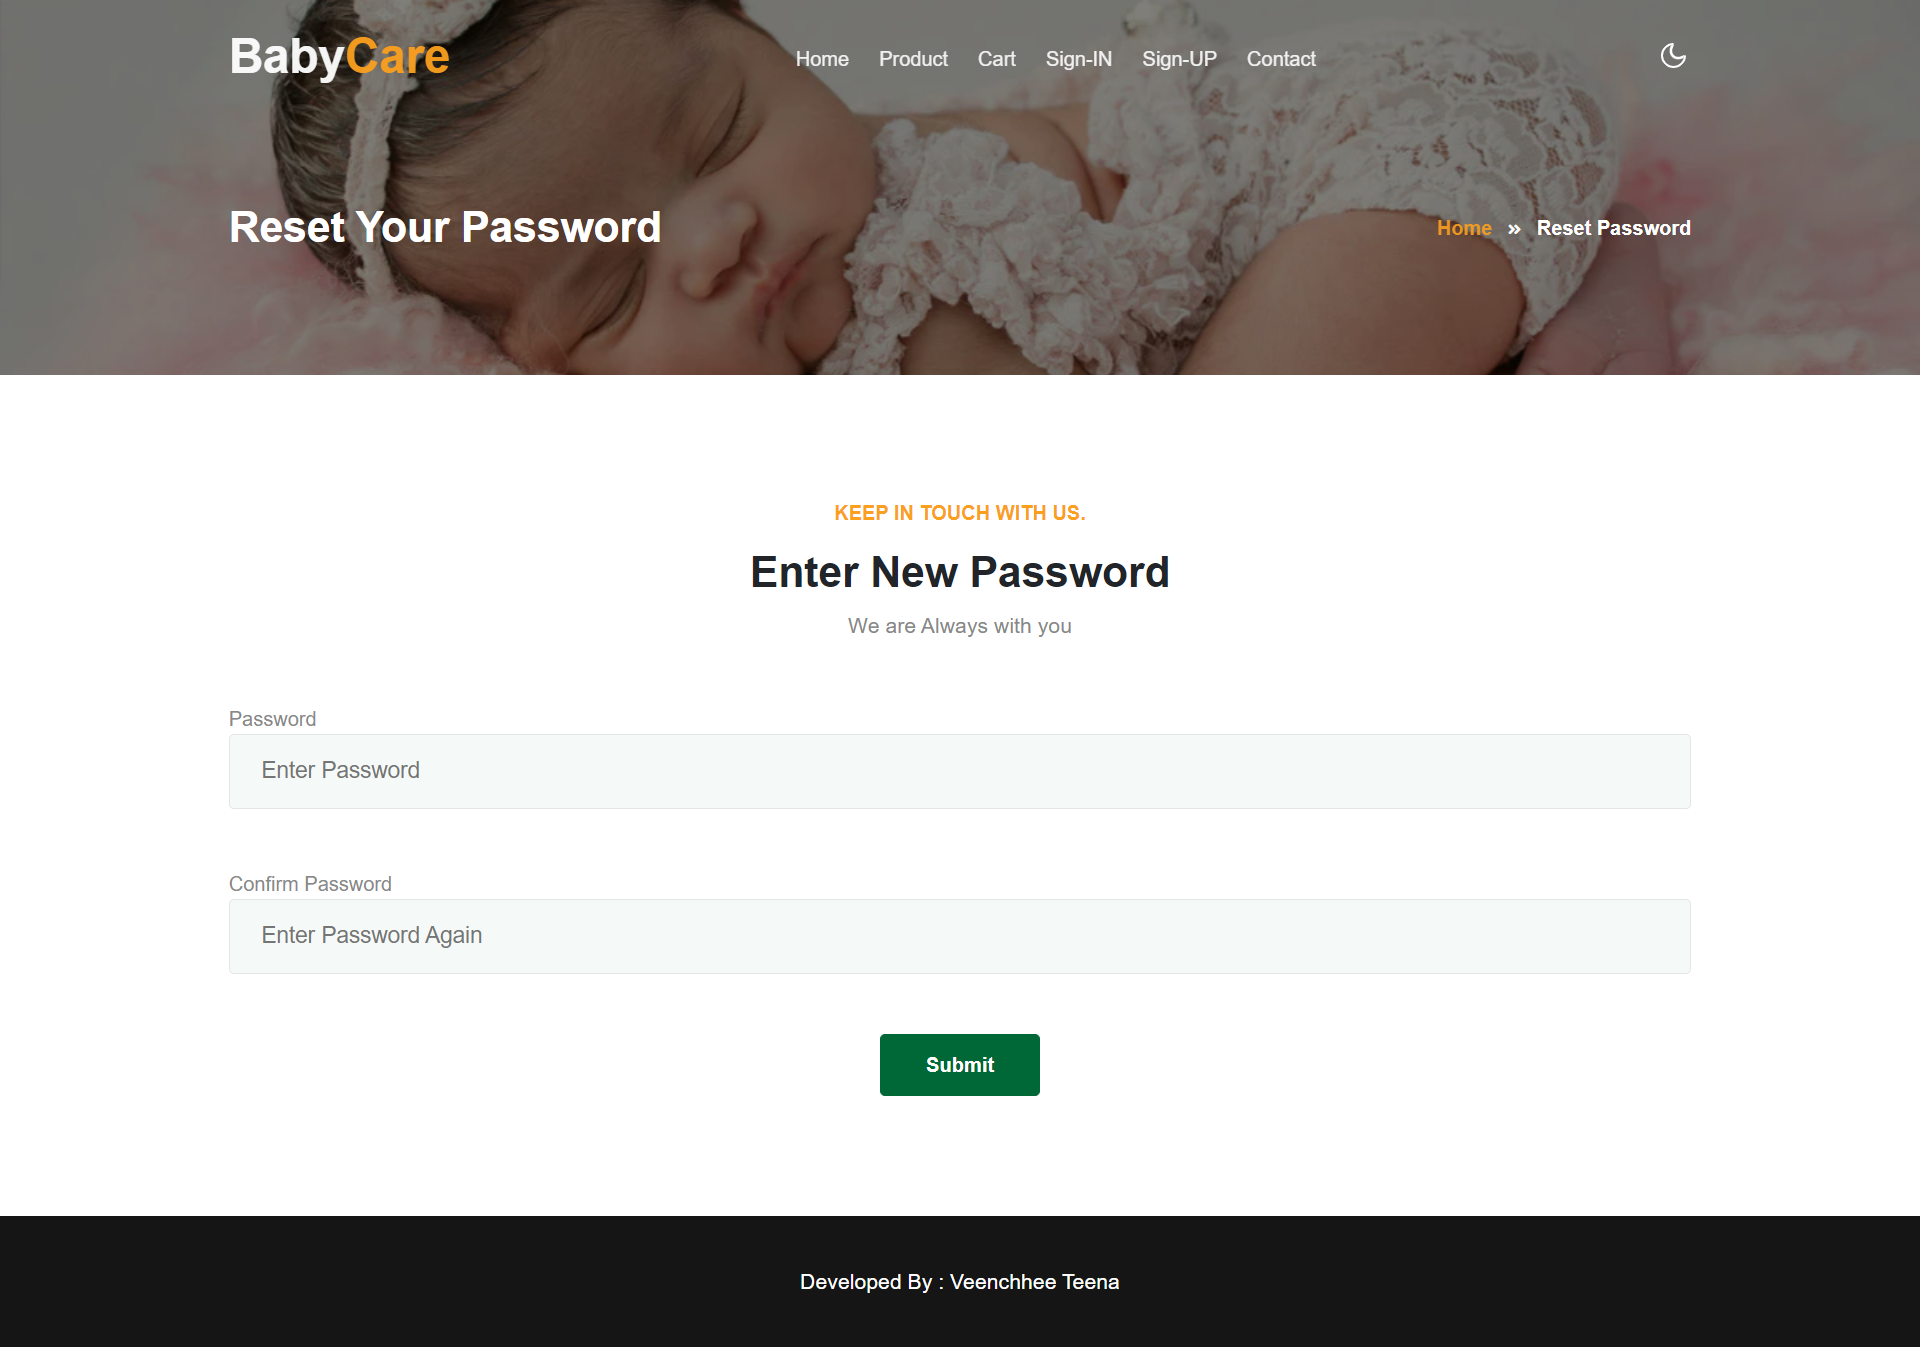 BabyCare
Home Product Cart Sign-IN Sign-UP Contact
Reset Your Password
Home » Reset Password
KEEP IN TOUCH WITH US.
Enter New Password
We are Always with you
Password
Enter Password
Confirm Password
Enter Password Again
Submit
Developed By : Veenchhee Teena